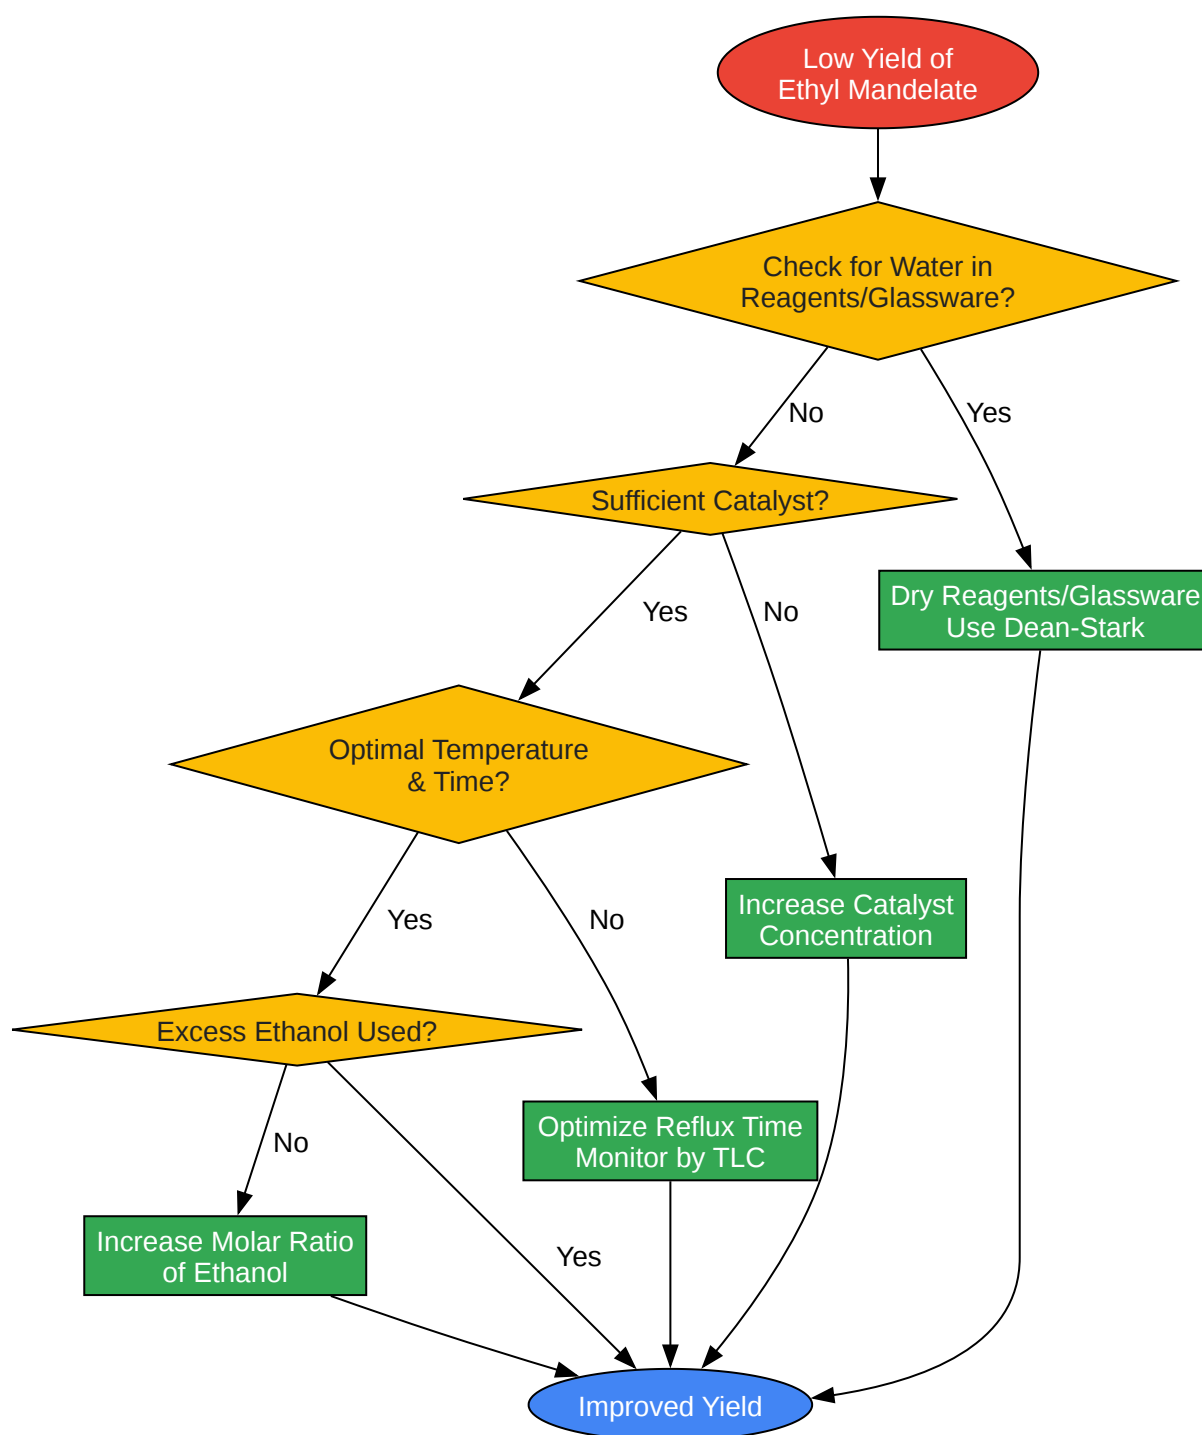 Low Yield of
Ethyl Mandelate
Check for Water in
Reagents/Glassware?
No
Yes
Sufficient Catalyst?
Dry Reagents/Glassware
Use Dean-Stark
Yes
No
Optimal Temperature
& Time?
Increase Catalyst
Concentration
Yes
No
Excess Ethanol Used?
Optimize Reflux Time
Monitor by TLC
No
Increase Molar Ratio
of Ethanol
Yes
Improved Yield